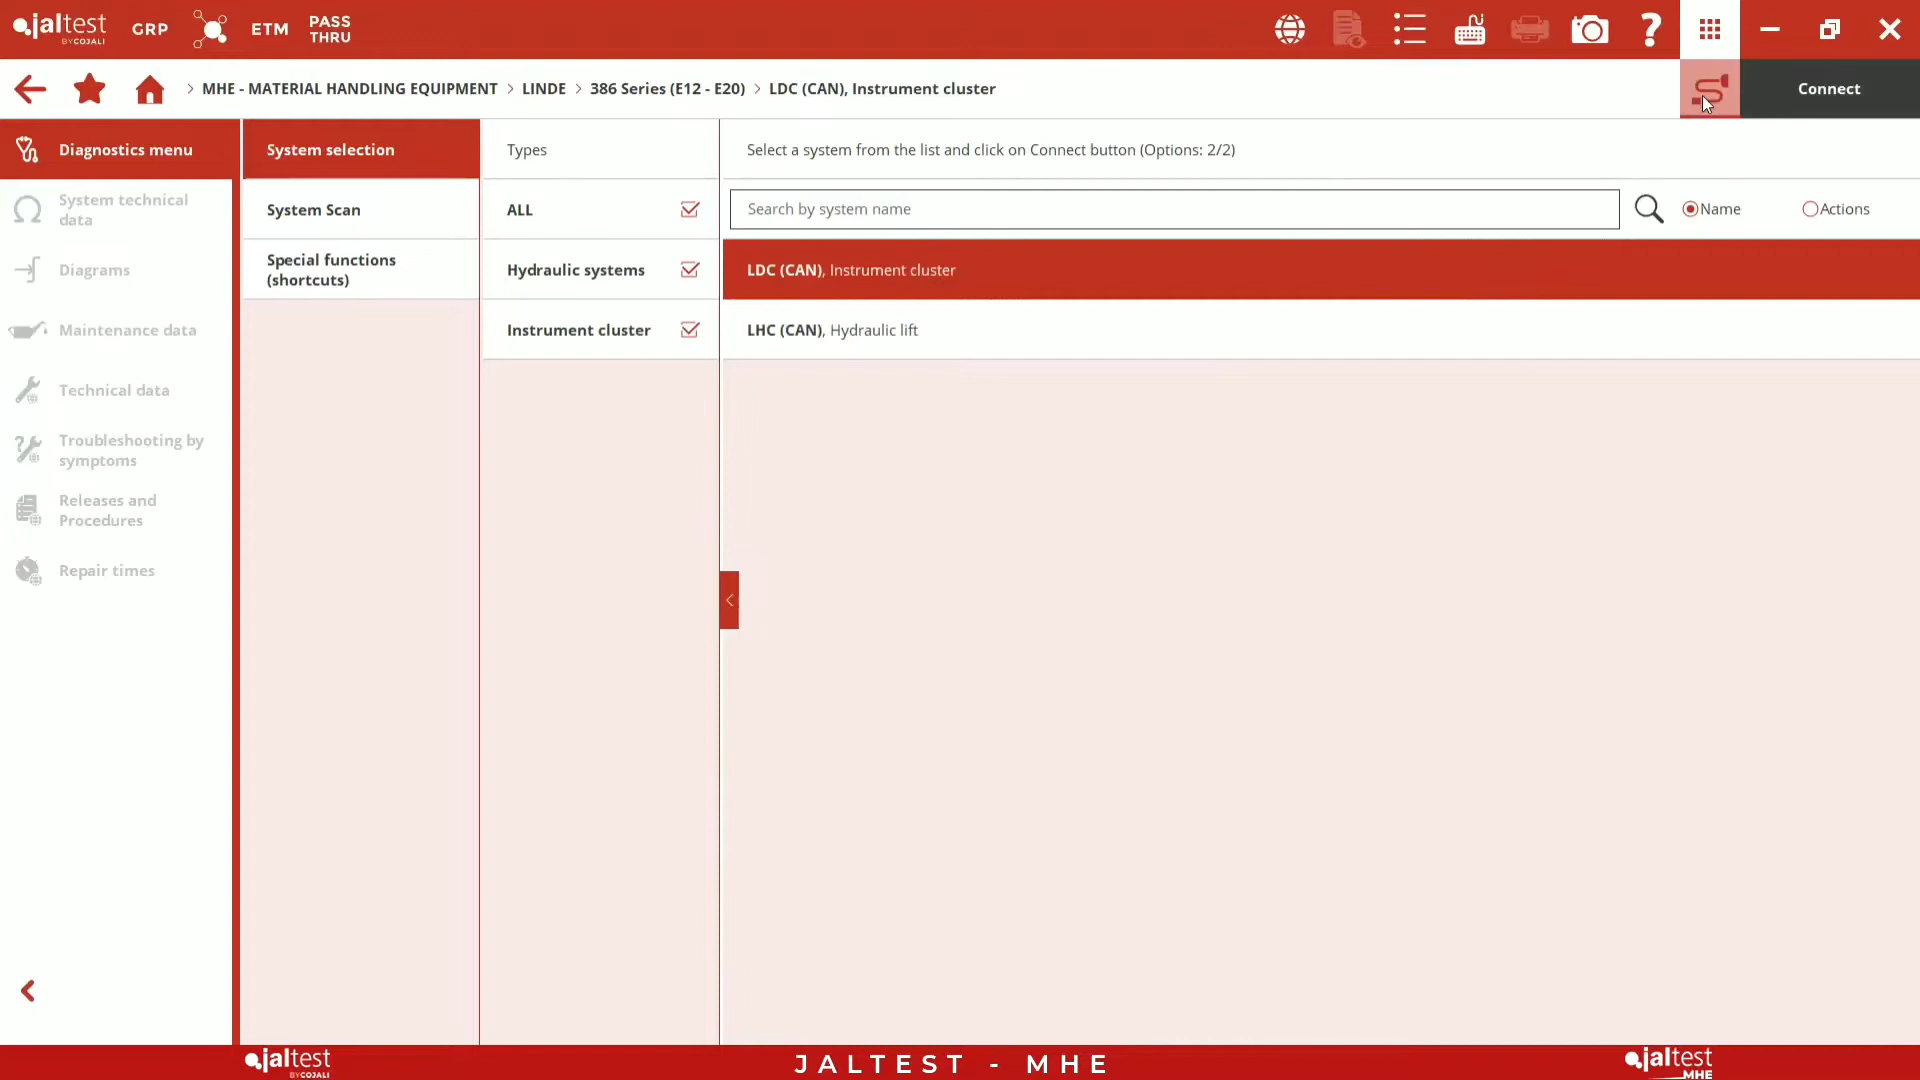 jaltest
BY COJALI
GRP
ETM
PASS
THRU
> MHE - MATERIAL HANDLING EQUIPMENT > LINDE > 386 Series (E12 - E20) > LDC (CAN), Instrument cluster
Connect
Diagnostics menu
System technical
data
Diagrams
Maintenance data
Technical data
Troubleshooting by
symptoms
Releases and
Procedures
Repair times
System selection
System Scan
Special functions
(shortcuts)
Types
ALL
Hydraulic systems
Instrument cluster
Select a system from the list and click on Connect button (Options: 2/2)
Search by system name
Name
Actions
LDC (CAN), Instrument cluster
LHC (CAN), Hydraulic lift
jaltest
BY COJALI
JALTEST - MHE
jaltest
MHE